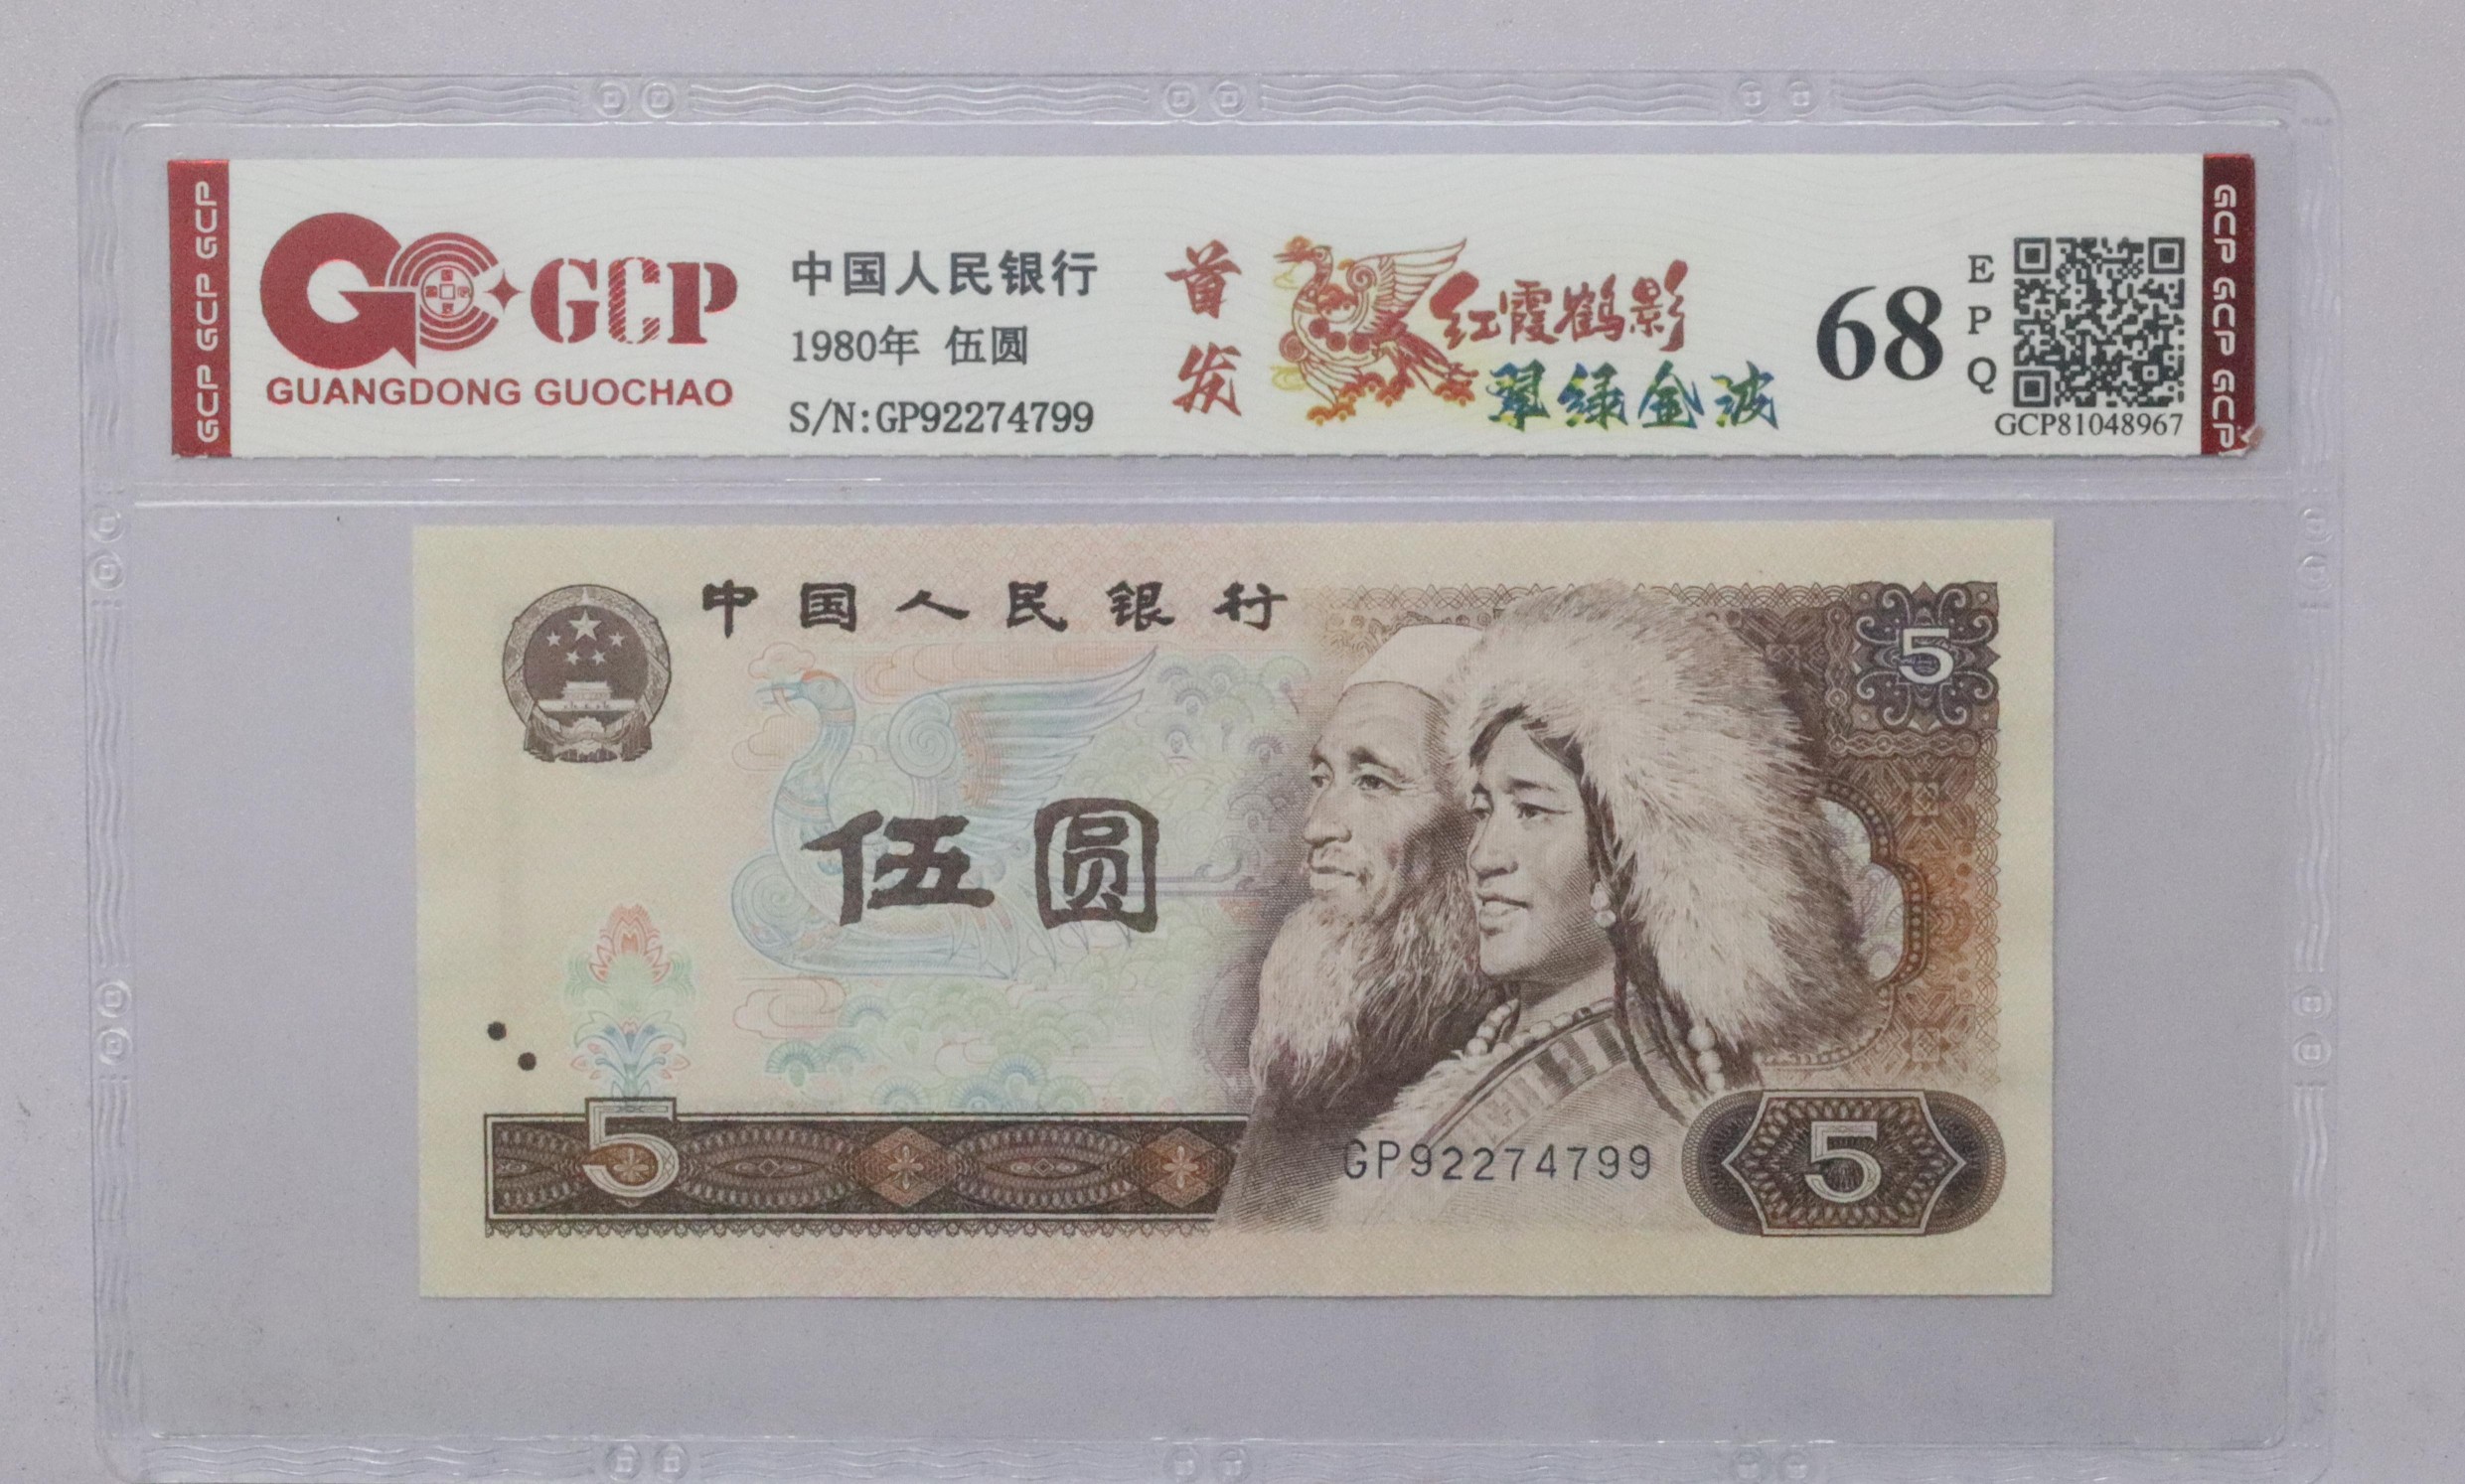 GCP GCP GCP
GCP
GUANGDONG GUOCHAO
中国人民银行
1980年 伍圆
S/N:GP92274799
首发
红霞鹤影
翠绿金波
68
EPQ
GCP81048967
GCP GCP GCP
中国人民银行
5
伍圆
5
GP92274799
5